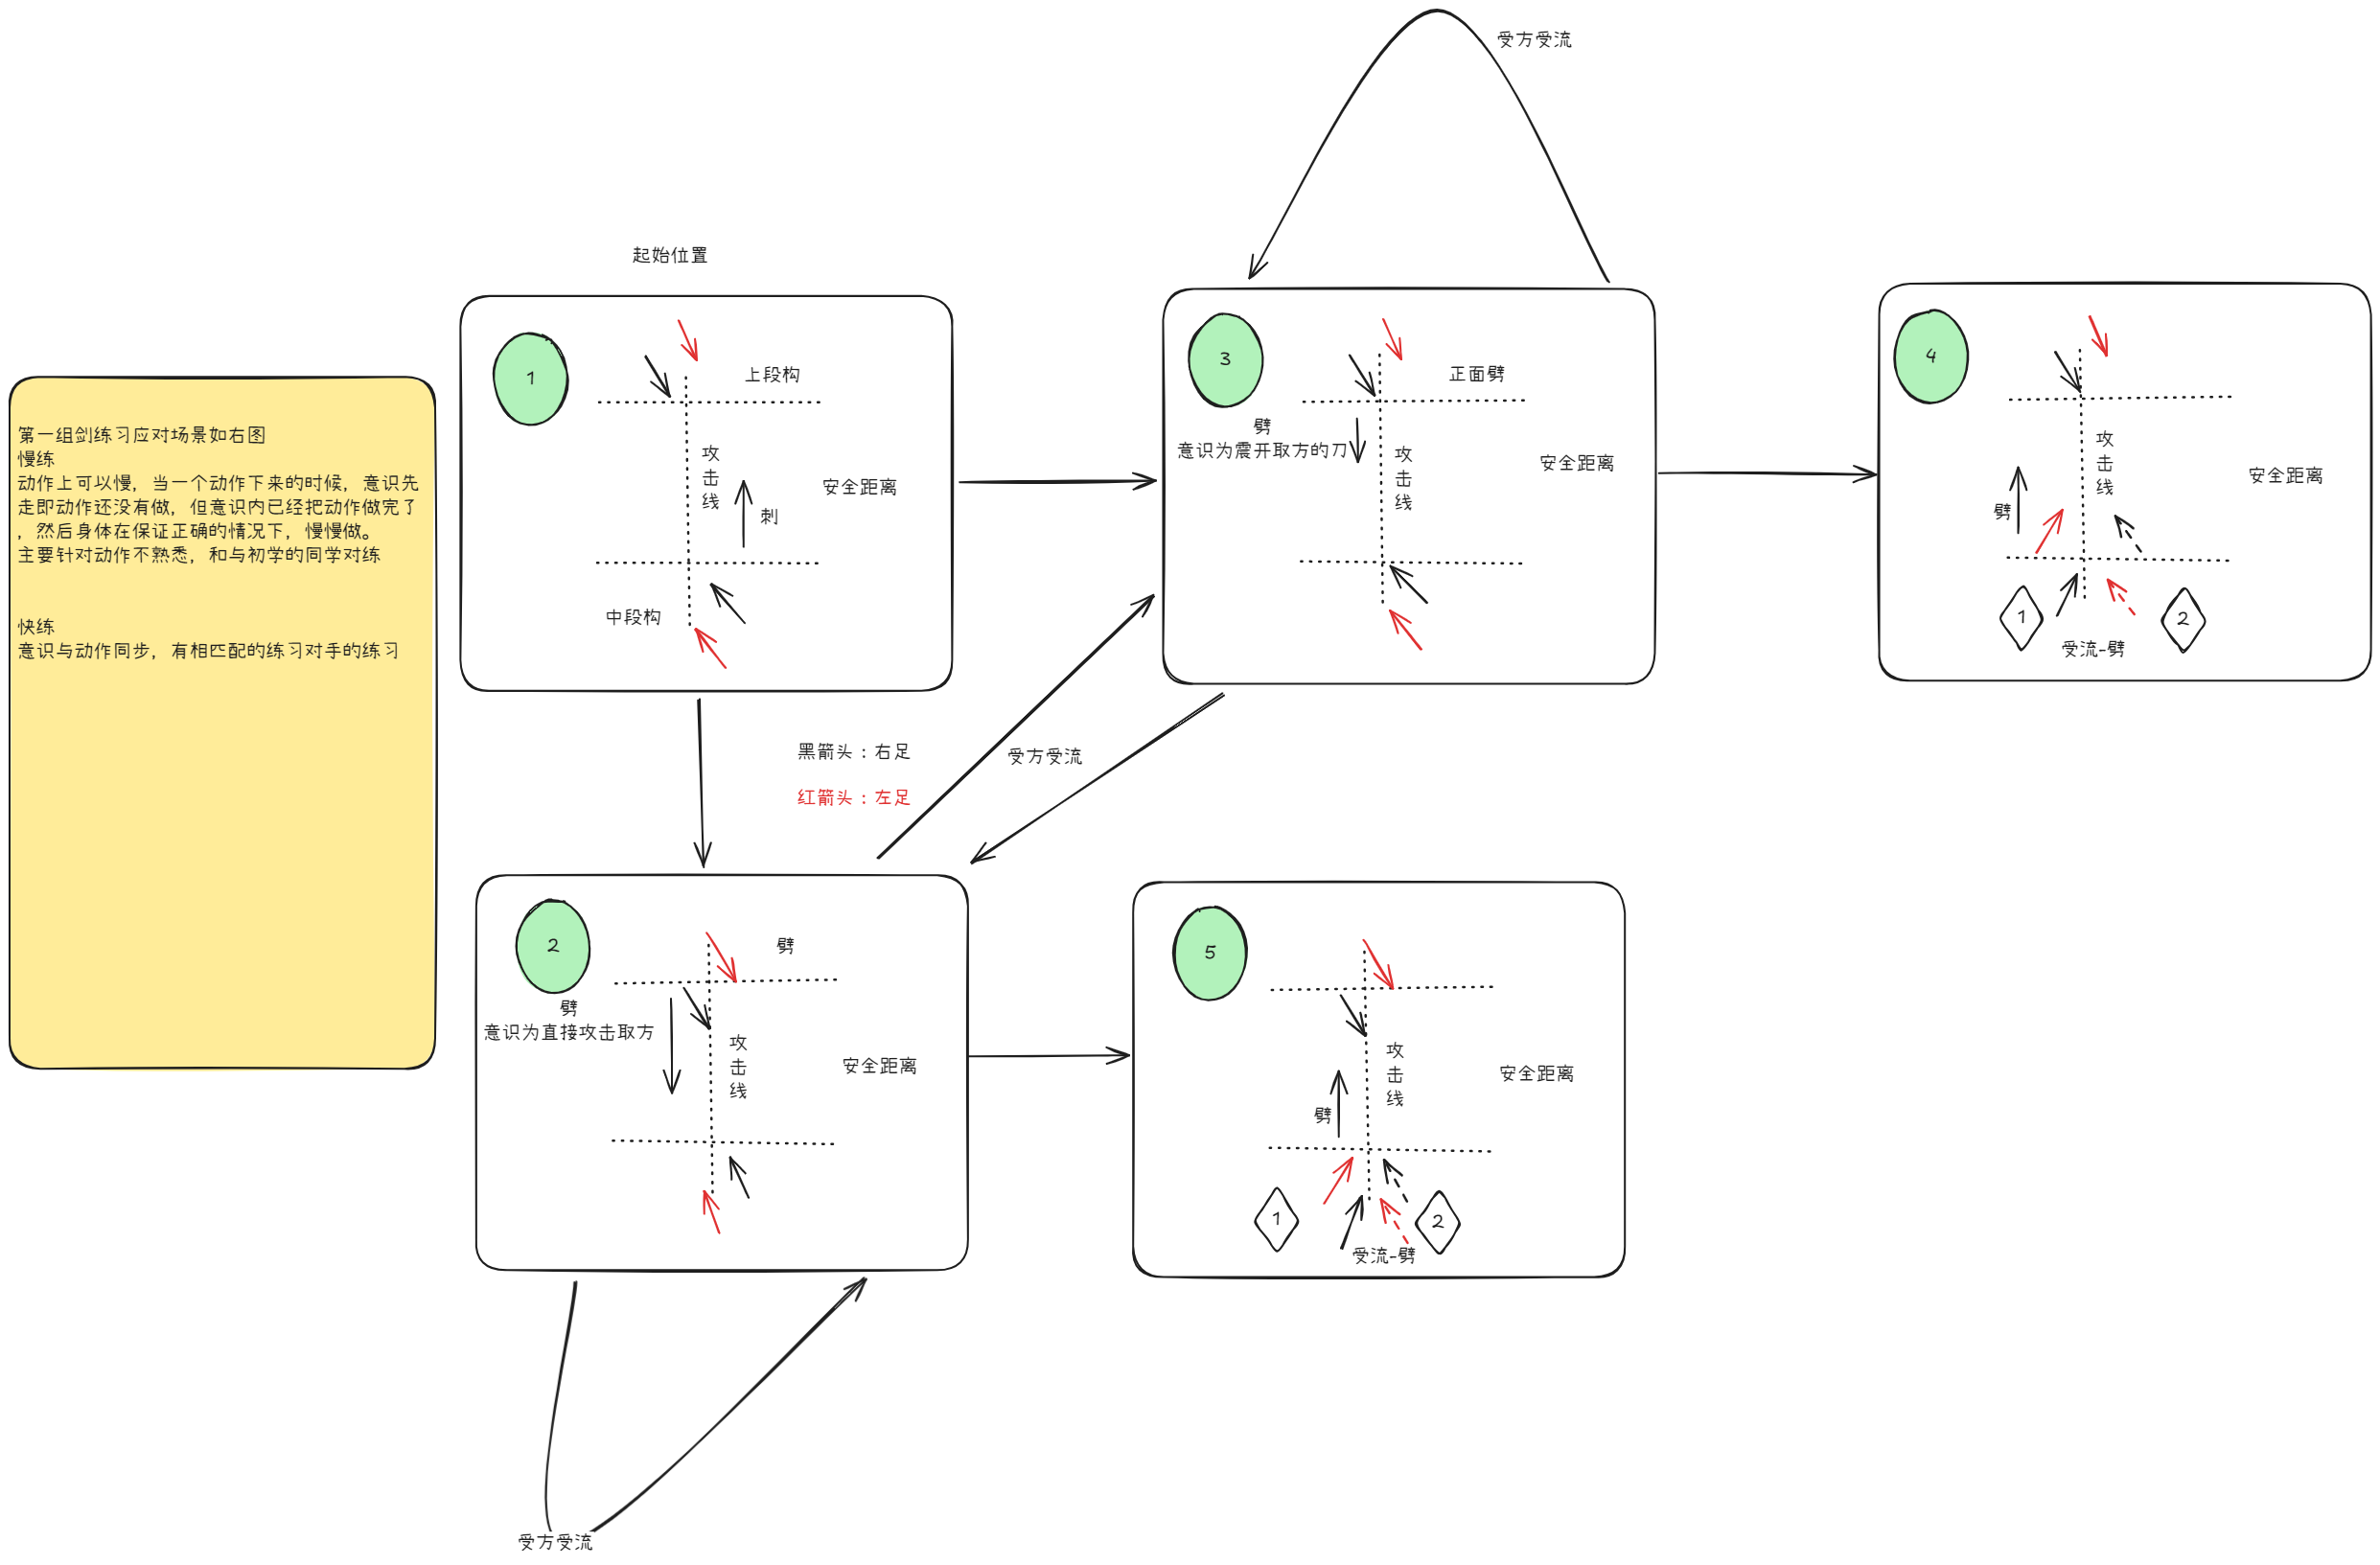 受方受流
起始位置
第一组剑练习应对场景如右图
慢练
动作上可以慢，当一个动作下来的时候，意识先
走即动作还没有做，但意识内已经把动作做完了
，然后身体在保证正确的情况下，慢慢做。
主要针对动作不熟悉，和与初学的同学对练
快练
意识与动作同步，有相匹配的练习对手的练习
1
上段构
攻
击
线
安全距离
刺
中段构
3
正面劈
劈
意识为震开取方的刀
攻
击
线
安全距离
4
攻
击
线
安全距离
劈
1
2
受流-劈
黑箭头：右足
红箭头：左足
受方受流
2
劈
劈
意识为直接攻击取方
攻
击
线
安全距离
5
攻
击
线
安全距离
劈
1
2
受流-劈
受方受流